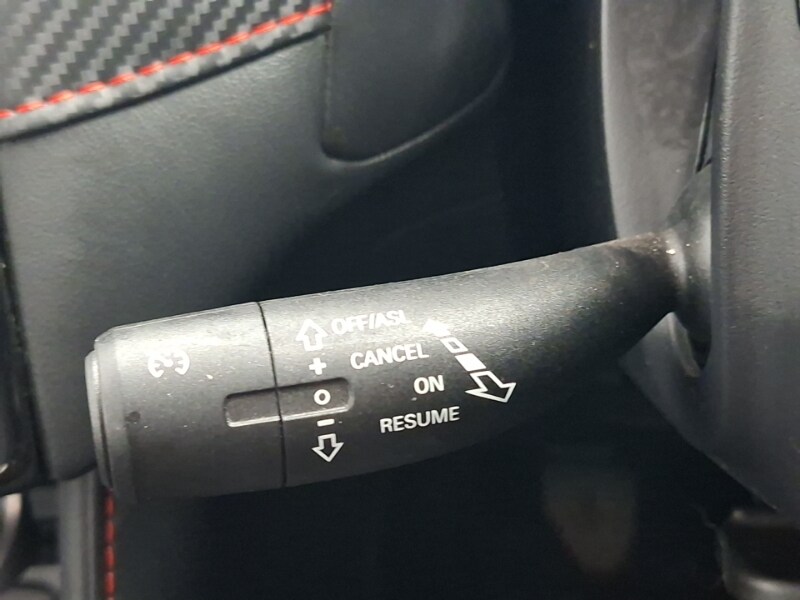 OFF/ASL
+ CANCEL
O ON
- RESUME